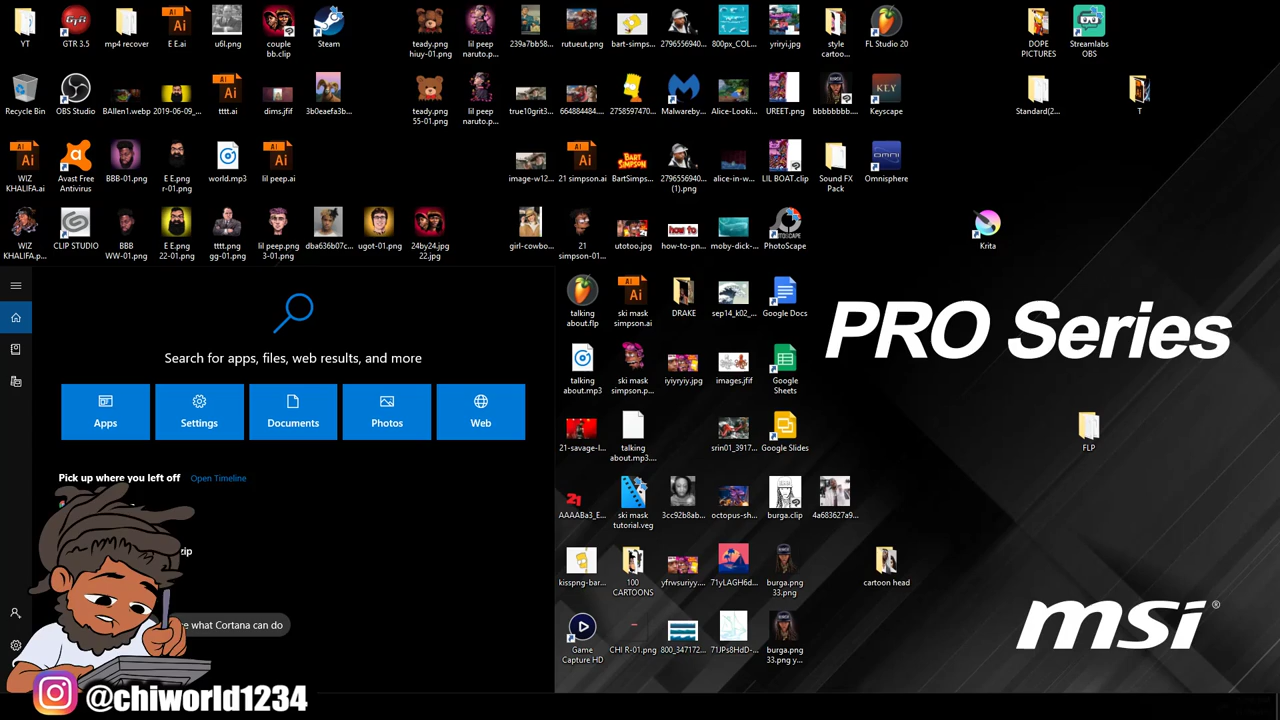 YT
GTR 3.5
mp4 recover
E E.ai
u6l.png
couple
bb.clip
Steam
teady.png
hiuy-01.png
lil peep
naruto.p...
239a7bb58...
rutueut.png
bart-simps...
2796556940...
800px_COL...
yriryi.jpg
style
cartoo...
FL Studio 20
DOPE
PICTURES
Streamlabs
OBS
Recycle Bin
OBS Studio
BAllen1.webp
2019-06-09_...
tttt.ai
dims.jfif
3b0eaefa3b...
teady.png
55-01.png
lil peep
naruto.p...
true10grit3...
664884484...
2758597470...
Malwareby...
Alice-Looki...
UREET.png
bbbbbbbb...
Keyscape
Standard(2...
T
WIZ
KHALIFA.ai
Avast Free
Antivirus
BBB-01.png
E E.png
r-01.png
world.mp3
lil peep.ai
image-w12...
21 simpson.ai
BartSimps...
2796556940...
(1).png
alice-in-w...
LIL BOAT.clip
Sound FX
Pack
Omnisphere
WIZ
KHALIFA.p...
CLIP STUDIO
BBB
WW-01.png
E E.png
22-01.png
tttt.png
gg-01.png
lil peep.png
3-01.png
dba636b07c...
ugot-01.png
24by24.jpg
22.jpg
girl-cowbo...
21
simpson-01...
utotoo.jpg
how to
how-to-pn...
moby-dick-...
PhotoScape
Krita
Search for apps, files, web results, and more
Apps
Settings
Documents
Photos
Web
Pick up where you left off
Open Timeline
zip
what Cortana can do
talking
about.flp
ski mask
simpson.ai
DRAKE
sep14_k02_...
Google Docs
PRO Series
talking
about.mp3
ski mask
simpson.p...
iyiyryiy.jpg
images.jfif
Google
Sheets
21-savage-l...
talking
about.mp3....
srin01_3917...
Google Slides
FLP
AAAABa3_E...
ski mask
tutorial.veg
3cc92b8ab...
octopus-sh...
burga.clip
4a683627a9...
kisspng-bar...
100
CARTOONS
yfrwsuriyy....
71yLAGH6d...
burga.png
33.png
cartoon head
Game
Capture HD
CHI R-01.png
800_347172...
71JPs8HdD-...
burga.png
33.png y...
msi®
@chiworld1234